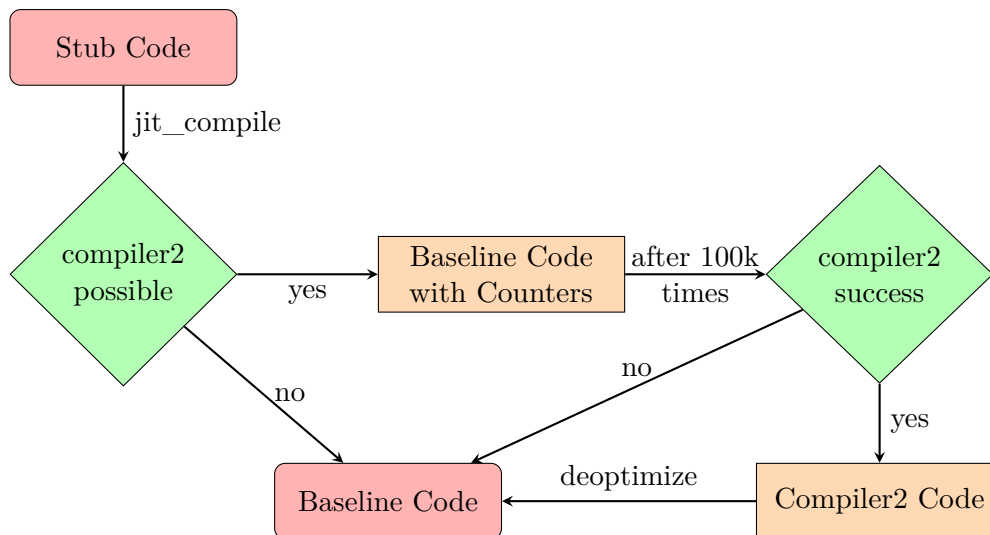 Stub Code
jit_compile
compiler2
possible
yes
Baseline Code
with Counters
after 100k
times
compiler2
success
no
no
yes
Baseline Code
deoptimize
Compiler2 Code